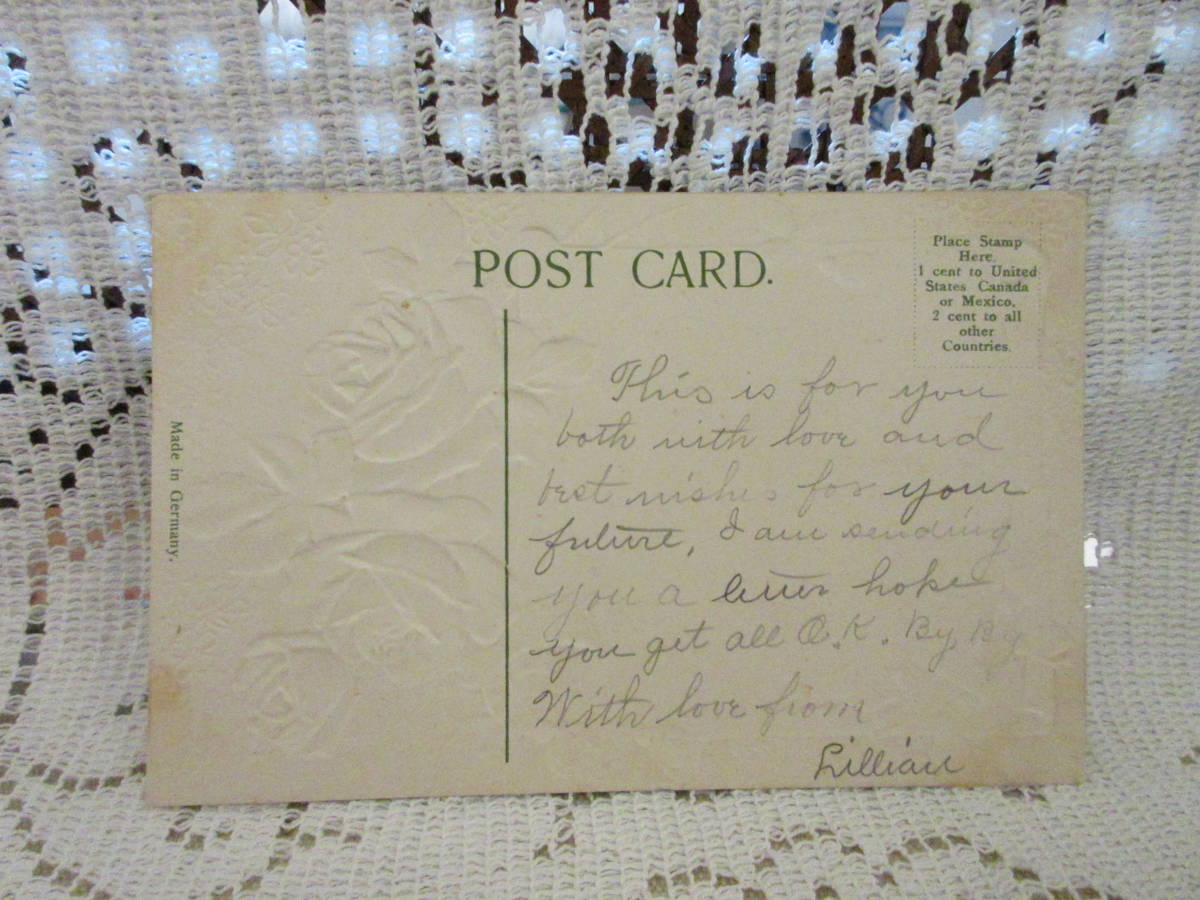 POST CARD.
Place Stamp
Here.
1 cent to United
States Canada
or Mexico,
2 cent to all
other
Countries.
Made in Germany.
This is for you
both with love and
best wishes for your
future, I am sending
you a letter hope
you get all O.K. By, By
With love from
Lillian